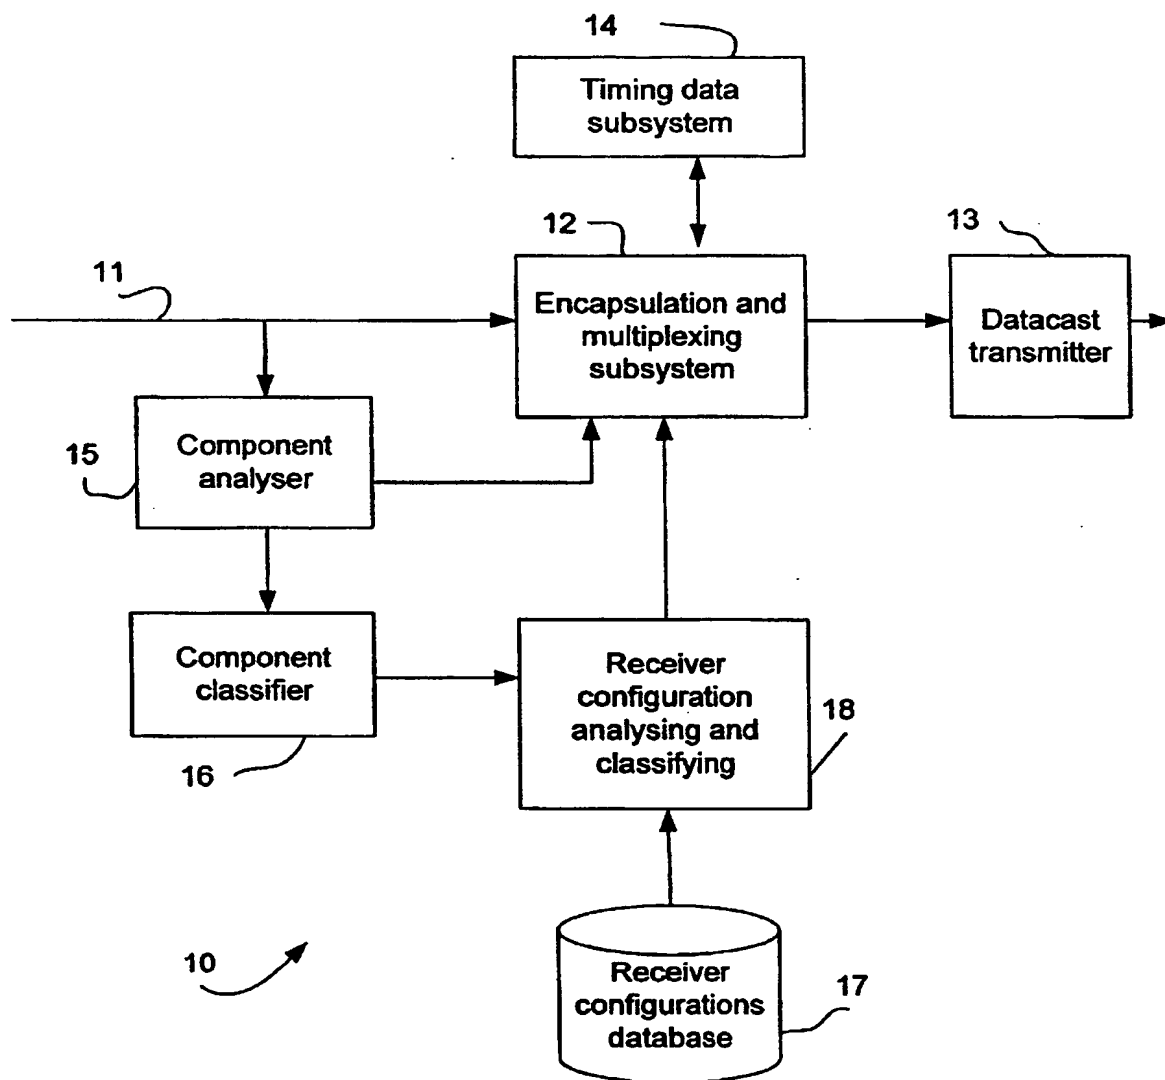 14
Timing data
subsystem
12
13
11
Encapsulation and
multiplexing
subsystem
Datacast
transmitter
15
Component
analyser
Component
classifier
16
Receiver
configuration
analysing and
classifying
18
10
Receiver
configurations
database
17